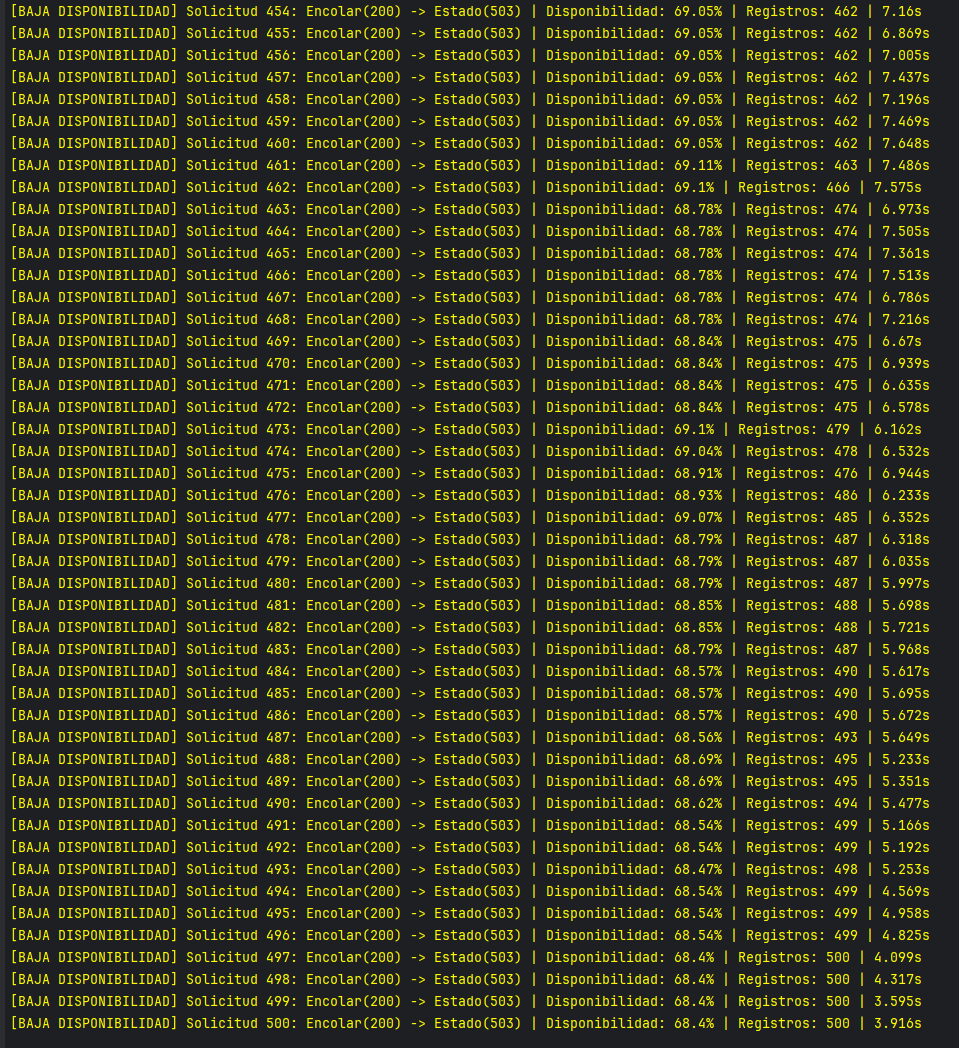 [BAJA DISPONIBILIDAD] Solicitud 454: Encolar(200) -> Estado(503) | Disponibilidad: 69.05% | Registros: 462 | 7.16s
[BAJA DISPONIBILIDAD] Solicitud 455: Encolar(200) -> Estado(503) | Disponibilidad: 69.05% | Registros: 462 | 6.869s
[BAJA DISPONIBILIDAD] Solicitud 456: Encolar(200) -> Estado(503) | Disponibilidad: 69.05% | Registros: 462 | 7.005s
[BAJA DISPONIBILIDAD] Solicitud 457: Encolar(200) -> Estado(503) | Disponibilidad: 69.05% | Registros: 462 | 7.437s
[BAJA DISPONIBILIDAD] Solicitud 458: Encolar(200) -> Estado(503) | Disponibilidad: 69.05% | Registros: 462 | 7.196s
[BAJA DISPONIBILIDAD] Solicitud 459: Encolar(200) -> Estado(503) | Disponibilidad: 69.05% | Registros: 462 | 7.469s
[BAJA DISPONIBILIDAD] Solicitud 460: Encolar(200) -> Estado(503) | Disponibilidad: 69.05% | Registros: 462 | 7.648s
[BAJA DISPONIBILIDAD] Solicitud 461: Encolar(200) -> Estado(503) | Disponibilidad: 69.11% | Registros: 463 | 7.486s
[BAJA DISPONIBILIDAD] Solicitud 462: Encolar(200) -> Estado(503) | Disponibilidad: 69.1% | Registros: 466 | 7.575s
[BAJA DISPONIBILIDAD] Solicitud 463: Encolar(200) -> Estado(503) | Disponibilidad: 68.78% | Registros: 474 | 6.973s
[BAJA DISPONIBILIDAD] Solicitud 464: Encolar(200) -> Estado(503) | Disponibilidad: 68.78% | Registros: 474 | 7.505s
[BAJA DISPONIBILIDAD] Solicitud 465: Encolar(200) -> Estado(503) | Disponibilidad: 68.78% | Registros: 474 | 7.361s
[BAJA DISPONIBILIDAD] Solicitud 466: Encolar(200) -> Estado(503) | Disponibilidad: 68.78% | Registros: 474 | 7.513s
[BAJA DISPONIBILIDAD] Solicitud 467: Encolar(200) -> Estado(503) | Disponibilidad: 68.78% | Registros: 474 | 6.786s
[BAJA DISPONIBILIDAD] Solicitud 468: Encolar(200) -> Estado(503) | Disponibilidad: 68.78% | Registros: 474 | 7.216s
[BAJA DISPONIBILIDAD] Solicitud 469: Encolar(200) -> Estado(503) | Disponibilidad: 68.84% | Registros: 475 | 6.67s
[BAJA DISPONIBILIDAD] Solicitud 470: Encolar(200) -> Estado(503) | Disponibilidad: 68.84% | Registros: 475 | 6.939s
[BAJA DISPONIBILIDAD] Solicitud 471: Encolar(200) -> Estado(503) | Disponibilidad: 68.84% | Registros: 475 | 6.635s
[BAJA DISPONIBILIDAD] Solicitud 472: Encolar(200) -> Estado(503) | Disponibilidad: 68.84% | Registros: 475 | 6.578s
[BAJA DISPONIBILIDAD] Solicitud 473: Encolar(200) -> Estado(503) | Disponibilidad: 69.1% | Registros: 479 | 6.162s
[BAJA DISPONIBILIDAD] Solicitud 474: Encolar(200) -> Estado(503) | Disponibilidad: 69.04% | Registros: 478 | 6.532s
[BAJA DISPONIBILIDAD] Solicitud 475: Encolar(200) -> Estado(503) | Disponibilidad: 68.91% | Registros: 476 | 6.944s
[BAJA DISPONIBILIDAD] Solicitud 476: Encolar(200) -> Estado(503) | Disponibilidad: 68.93% | Registros: 486 | 6.233s
[BAJA DISPONIBILIDAD] Solicitud 477: Encolar(200) -> Estado(503) | Disponibilidad: 69.07% | Registros: 485 | 6.352s
[BAJA DISPONIBILIDAD] Solicitud 478: Encolar(200) -> Estado(503) | Disponibilidad: 68.79% | Registros: 487 | 6.318s
[BAJA DISPONIBILIDAD] Solicitud 479: Encolar(200) -> Estado(503) | Disponibilidad: 68.79% | Registros: 487 | 6.035s
[BAJA DISPONIBILIDAD] Solicitud 480: Encolar(200) -> Estado(503) | Disponibilidad: 68.79% | Registros: 487 | 5.997s
[BAJA DISPONIBILIDAD] Solicitud 481: Encolar(200) -> Estado(503) | Disponibilidad: 68.85% | Registros: 488 | 5.698s
[BAJA DISPONIBILIDAD] Solicitud 482: Encolar(200) -> Estado(503) | Disponibilidad: 68.85% | Registros: 488 | 5.721s
[BAJA DISPONIBILIDAD] Solicitud 483: Encolar(200) -> Estado(503) | Disponibilidad: 68.79% | Registros: 487 | 5.968s
[BAJA DISPONIBILIDAD] Solicitud 484: Encolar(200) -> Estado(503) | Disponibilidad: 68.57% | Registros: 490 | 5.617s
[BAJA DISPONIBILIDAD] Solicitud 485: Encolar(200) -> Estado(503) | Disponibilidad: 68.57% | Registros: 490 | 5.695s
[BAJA DISPONIBILIDAD] Solicitud 486: Encolar(200) -> Estado(503) | Disponibilidad: 68.57% | Registros: 490 | 5.672s
[BAJA DISPONIBILIDAD] Solicitud 487: Encolar(200) -> Estado(503) | Disponibilidad: 68.56% | Registros: 493 | 5.649s
[BAJA DISPONIBILIDAD] Solicitud 488: Encolar(200) -> Estado(503) | Disponibilidad: 68.69% | Registros: 495 | 5.233s
[BAJA DISPONIBILIDAD] Solicitud 489: Encolar(200) -> Estado(503) | Disponibilidad: 68.69% | Registros: 495 | 5.351s
[BAJA DISPONIBILIDAD] Solicitud 490: Encolar(200) -> Estado(503) | Disponibilidad: 68.62% | Registros: 494 | 5.477s
[BAJA DISPONIBILIDAD] Solicitud 491: Encolar(200) -> Estado(503) | Disponibilidad: 68.54% | Registros: 499 | 5.166s
[BAJA DISPONIBILIDAD] Solicitud 492: Encolar(200) -> Estado(503) | Disponibilidad: 68.54% | Registros: 499 | 5.192s
[BAJA DISPONIBILIDAD] Solicitud 493: Encolar(200) -> Estado(503) | Disponibilidad: 68.47% | Registros: 498 | 5.253s
[BAJA DISPONIBILIDAD] Solicitud 494: Encolar(200) -> Estado(503) | Disponibilidad: 68.54% | Registros: 499 | 4.569s
[BAJA DISPONIBILIDAD] Solicitud 495: Encolar(200) -> Estado(503) | Disponibilidad: 68.54% | Registros: 499 | 4.958s
[BAJA DISPONIBILIDAD] Solicitud 496: Encolar(200) -> Estado(503) | Disponibilidad: 68.54% | Registros: 499 | 4.825s
[BAJA DISPONIBILIDAD] Solicitud 497: Encolar(200) -> Estado(503) | Disponibilidad: 68.4% | Registros: 500 | 4.099s
[BAJA DISPONIBILIDAD] Solicitud 498: Encolar(200) -> Estado(503) | Disponibilidad: 68.4% | Registros: 500 | 4.317s
[BAJA DISPONIBILIDAD] Solicitud 499: Encolar(200) -> Estado(503) | Disponibilidad: 68.4% | Registros: 500 | 3.595s
[BAJA DISPONIBILIDAD] Solicitud 500: Encolar(200) -> Estado(503) | Disponibilidad: 68.4% | Registros: 500 | 3.916s